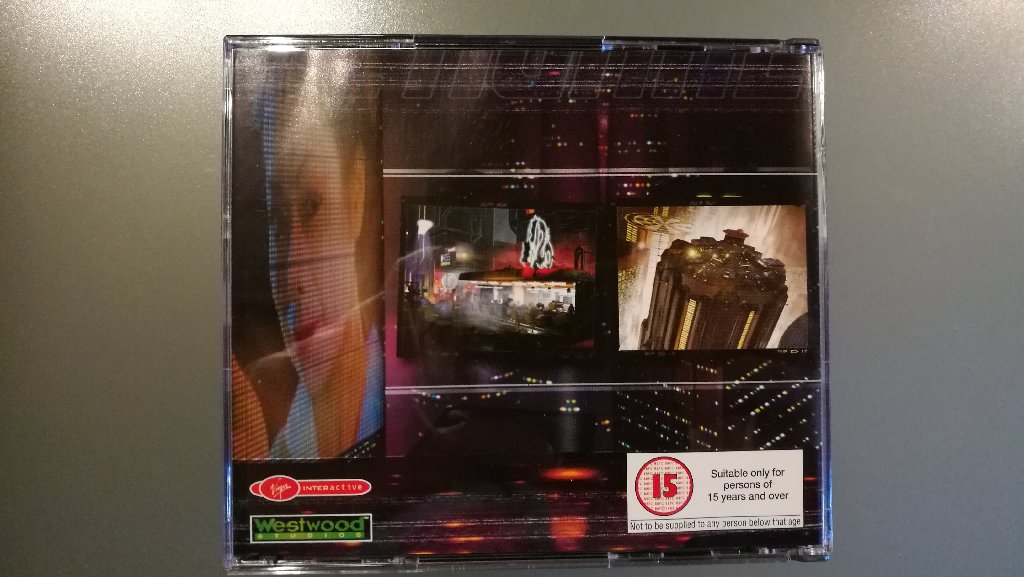 Virgin INTERactive
Westwood
STUDIOS
15
Suitable only for
persons of
15 years and over
Not to be supplied to any person below that age